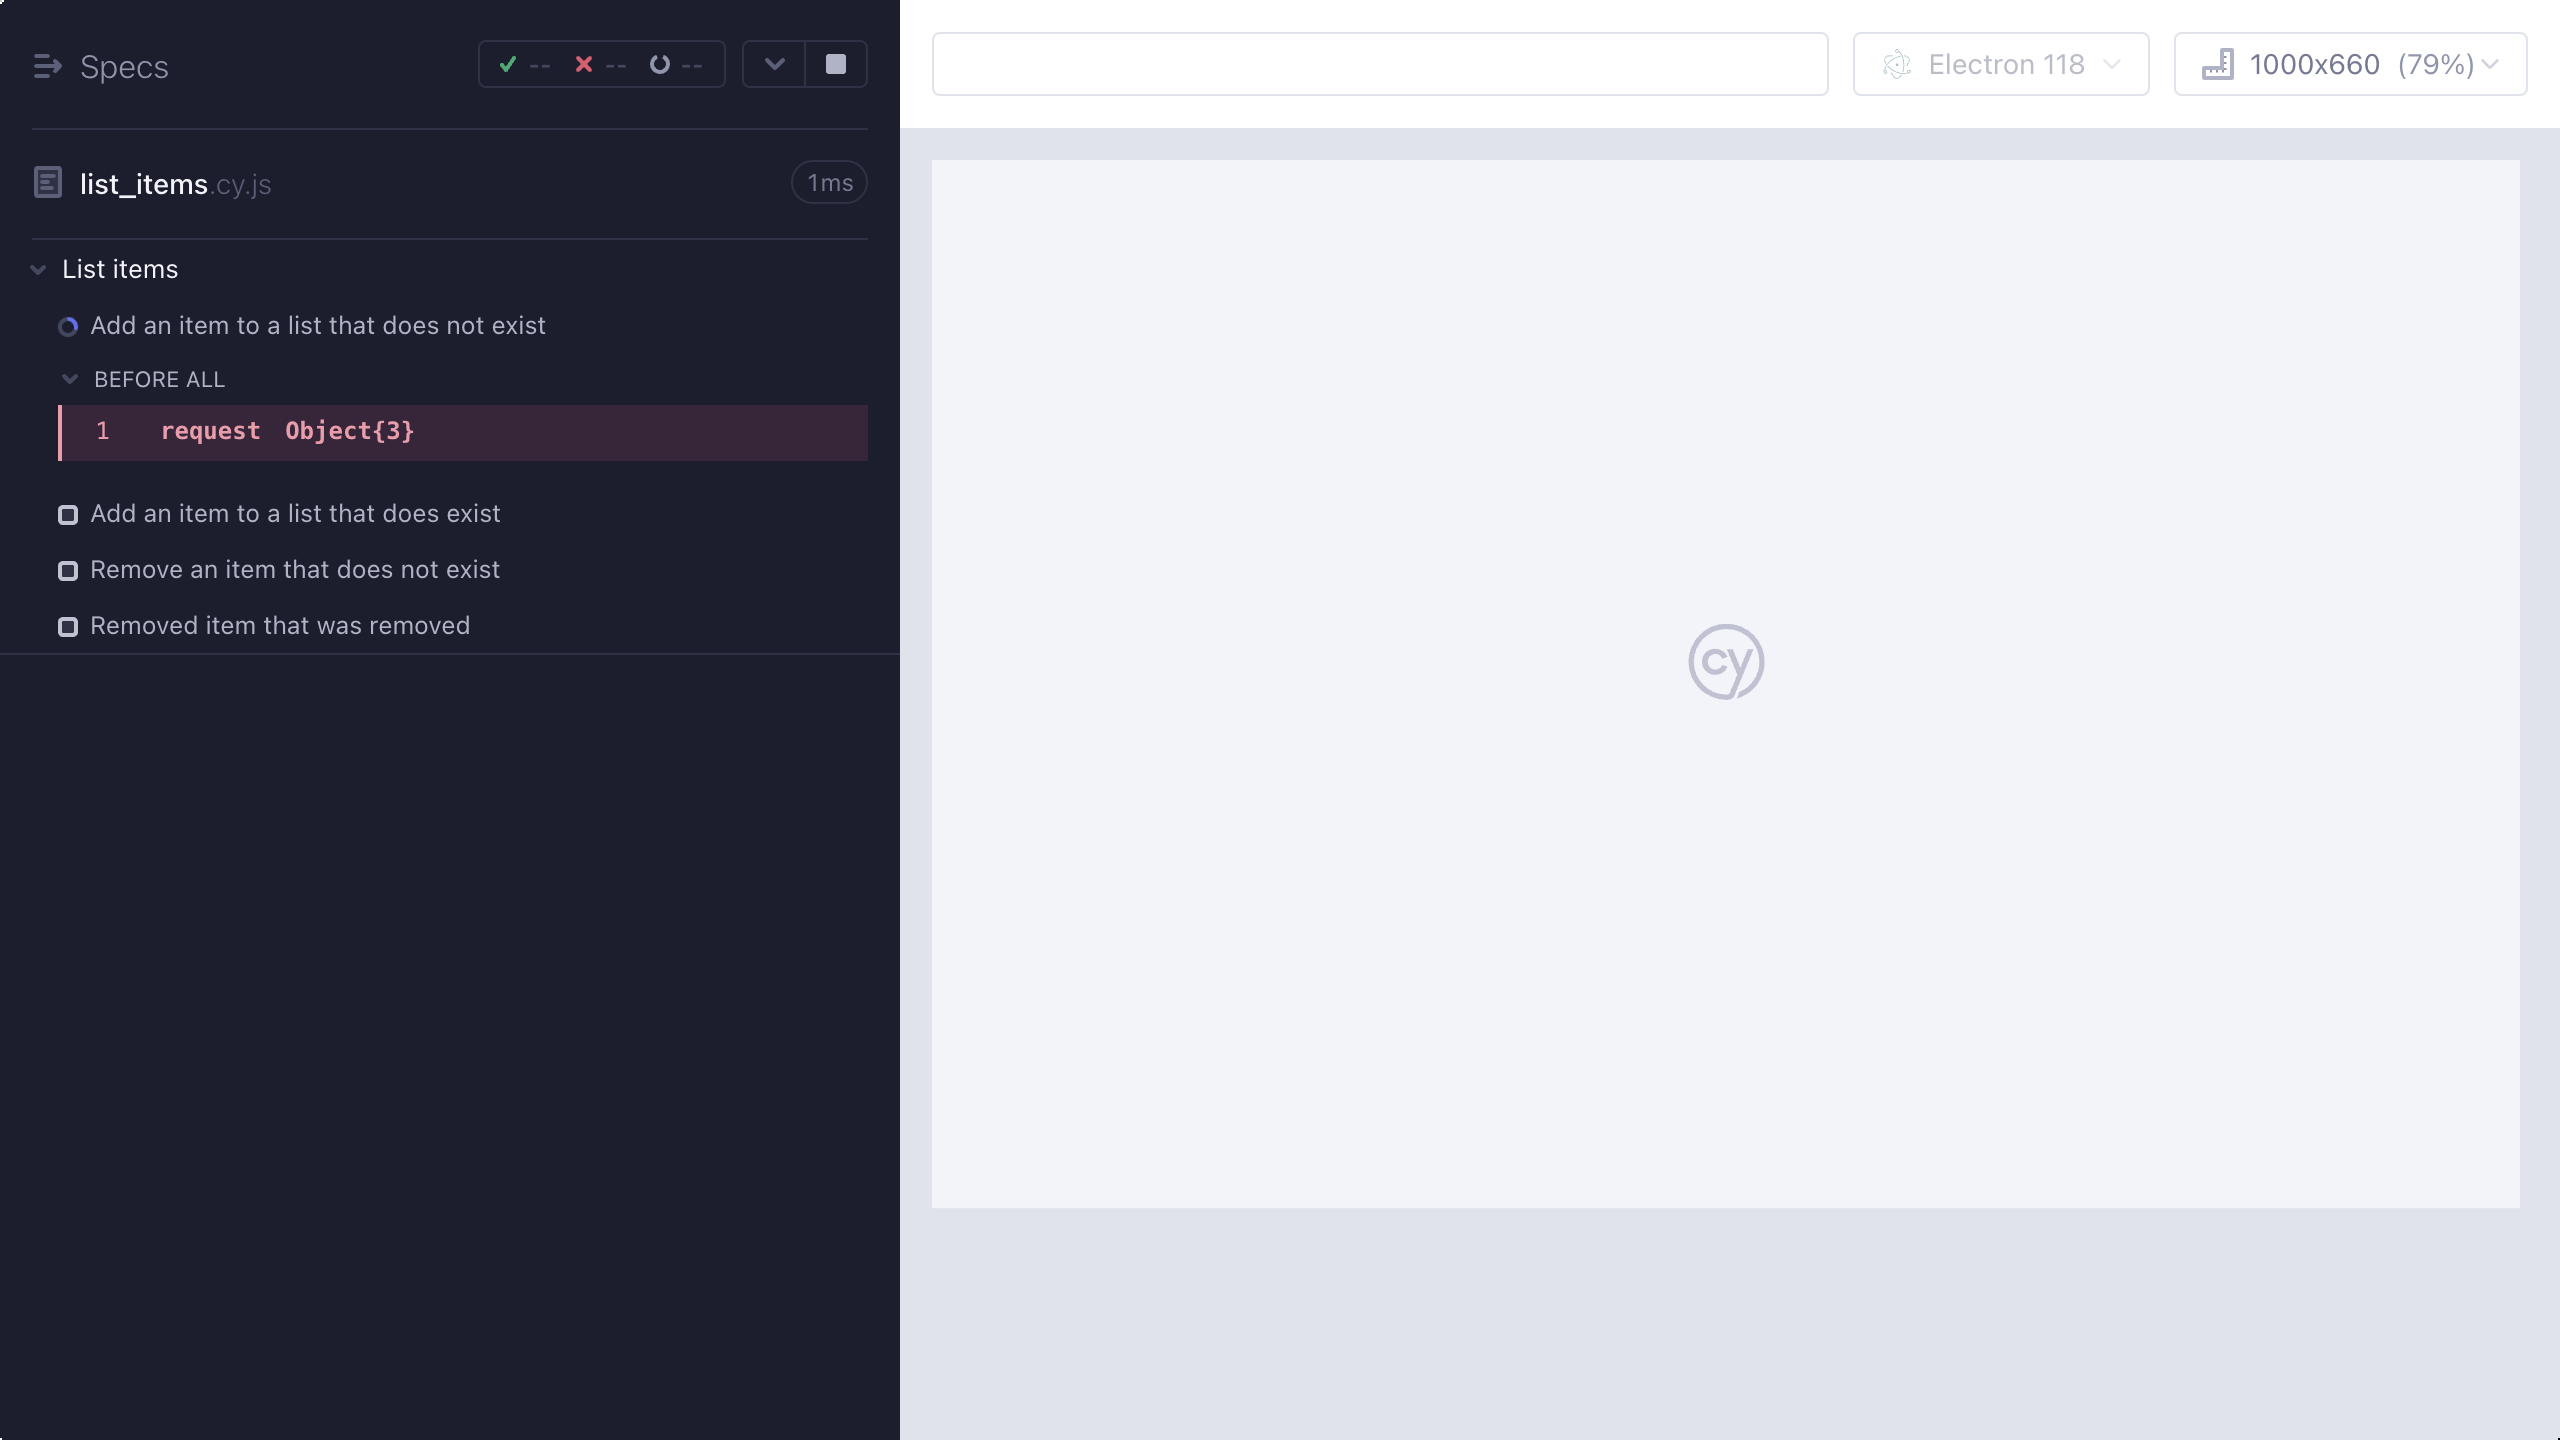 Specs
-- -- --
list_items.cy.js
1ms
List items
Add an item to a list that does not exist
BEFORE ALL
1 request Object{3}
Add an item to a list that does exist
Remove an item that does not exist
Removed item that was removed
Electron 118
1000x660 (79%)
cy